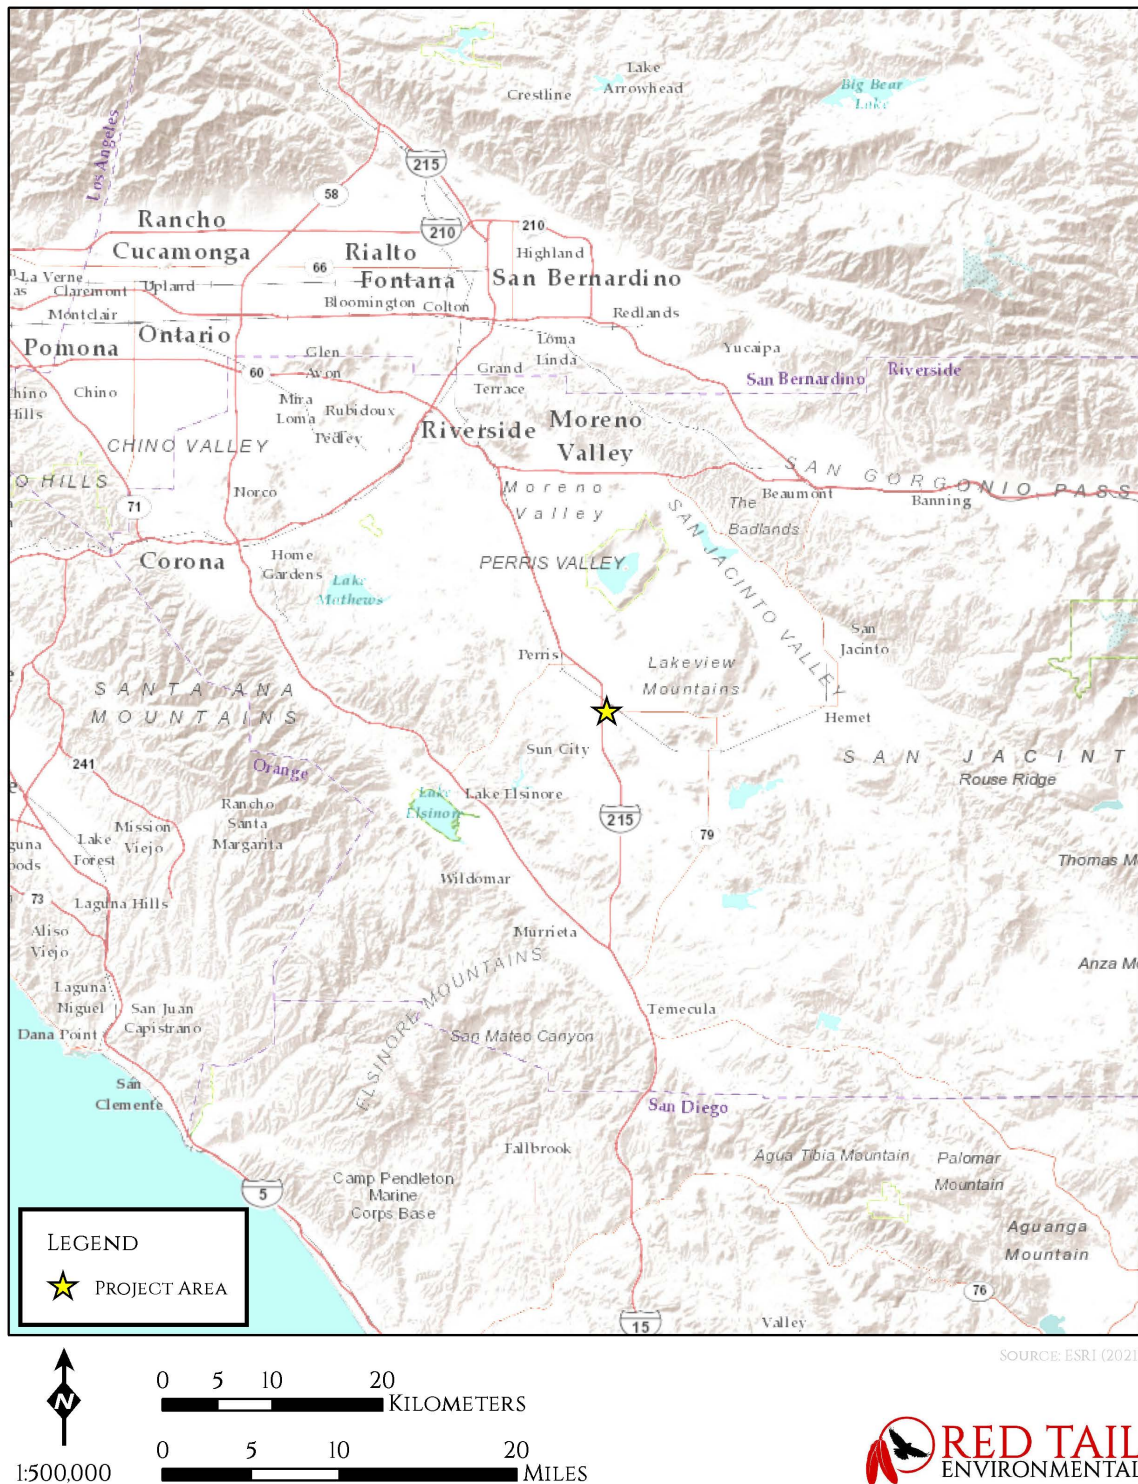 Lake
Arrowhead
Crestline
Big Bear
Lake
Los Angeles
215
58
Rancho
Cucamonga
210
210
Highland
Rialto
66
Fontana
San Bernardino
La Verne
Claremont
Upland
Bloomington
Colton
Montclair
Redlands
Ontario
Pomona
Loma
Linda
Yucaipa
Glen
Avon
60
Grand
Terrace
San Bernardino
Riverside
hino
Hills
Chino
Mira
Loma
Rubidoux
Pedley
Riverside
Moreno
Valley
CHINO VALLEY
O HILLS
SAN GORGONIO PASS
Norco
71
Moreno
Valley
The
Badlands
Beaumont
Banning
Corona
Home
Gardens
Lake
Mathews
PERRIS VALLEY
SAN JACINTO VALLEY
San
Jacinto
Perris
Lakeview
Mountains
SANTA ANA
MOUNTAINS
Hemet
Sun City
SAN JACINT
Rouse Ridge
241
Orange
Lake
Elsinore
Lake Elsinore
Rancho
Santa
Margarita
215
79
Mission
Viejo
Lake
Forest
guna
oods
Thomas M
Wildomar
73
Laguna Hills
Aliso
Viejo
Murrieta
ELSINORE MOUNTAINS
Anza M
Laguna
Niguel
San Juan
Capistrano
Temecula
Dana Point
San Mateo Canyon
San
Clemente
San Diego
Fallbrook
Agua Tibia Mountain
Palomar
Mountain
Camp Pendleton
Marine
Corps Base
5
Aguanga
Mountain
76
15
Valley
LEGEND
PROJECT AREA
SOURCE: ESRI (2021
N
1:500,000
0 5 10 20
KILOMETERS
0 5 10 20
MILES
RED TAIL
ENVIRONMENTAL